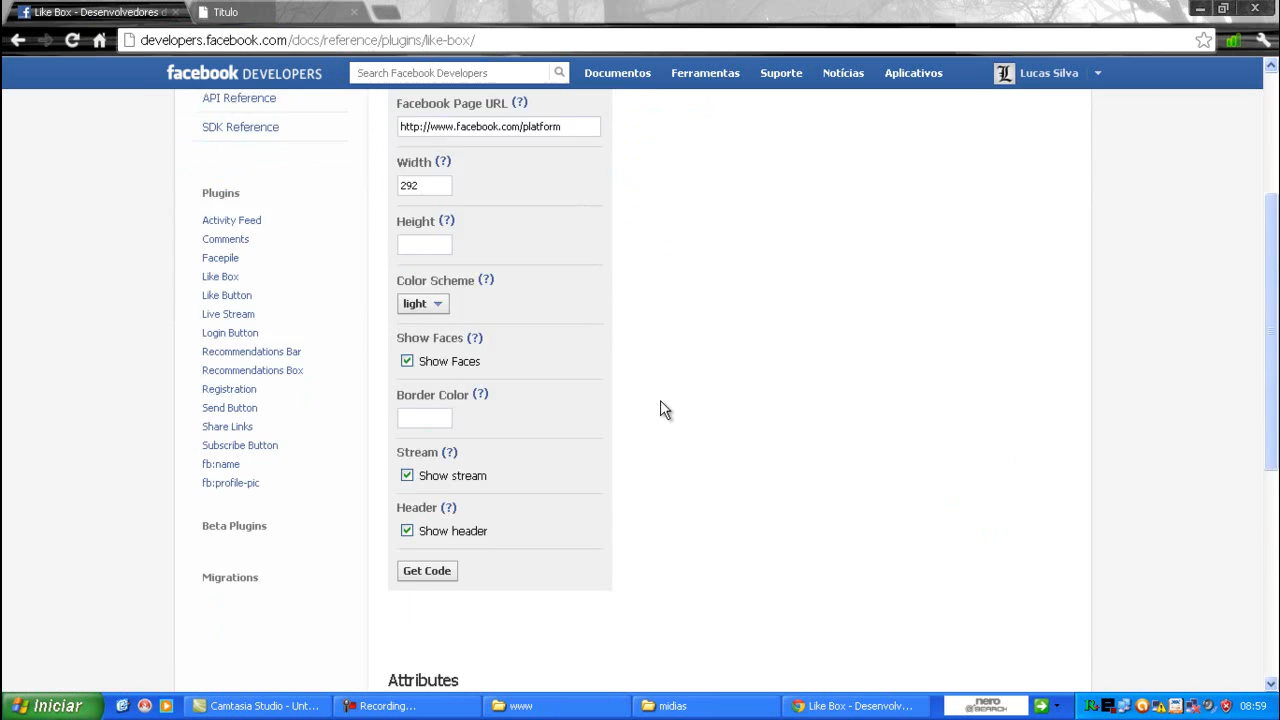 Like Box - Desenvolvedores d
Título
developers.facebook.com/docs/reference/plugins/like-box/
facebook DEVELOPERS
Search Facebook Developers
Documentos
Ferramentas
Suporte
Notícias
Aplicativos
Lucas Silva
API Reference
SDK Reference
Plugins
Activity Feed
Comments
Facepile
Like Box
Like Button
Live Stream
Login Button
Recommendations Bar
Recommendations Box
Registration
Send Button
Share Links
Subscribe Button
fb:name
fb:profile-pic
Beta Plugins
Migrations
Facebook Page URL (?)
http://www.facebook.com/platform
Width (?)
292
Height (?)
Color Scheme (?)
light
Show Faces (?)
Show Faces
Border Color (?)
Stream (?)
Show stream
Header (?)
Show header
Get Code
Attributes
Iniciar
Camtasia Studio - Unt...
Recording...
www
midias
Like Box - Desenvolv...
nero
SEARCH
08:59